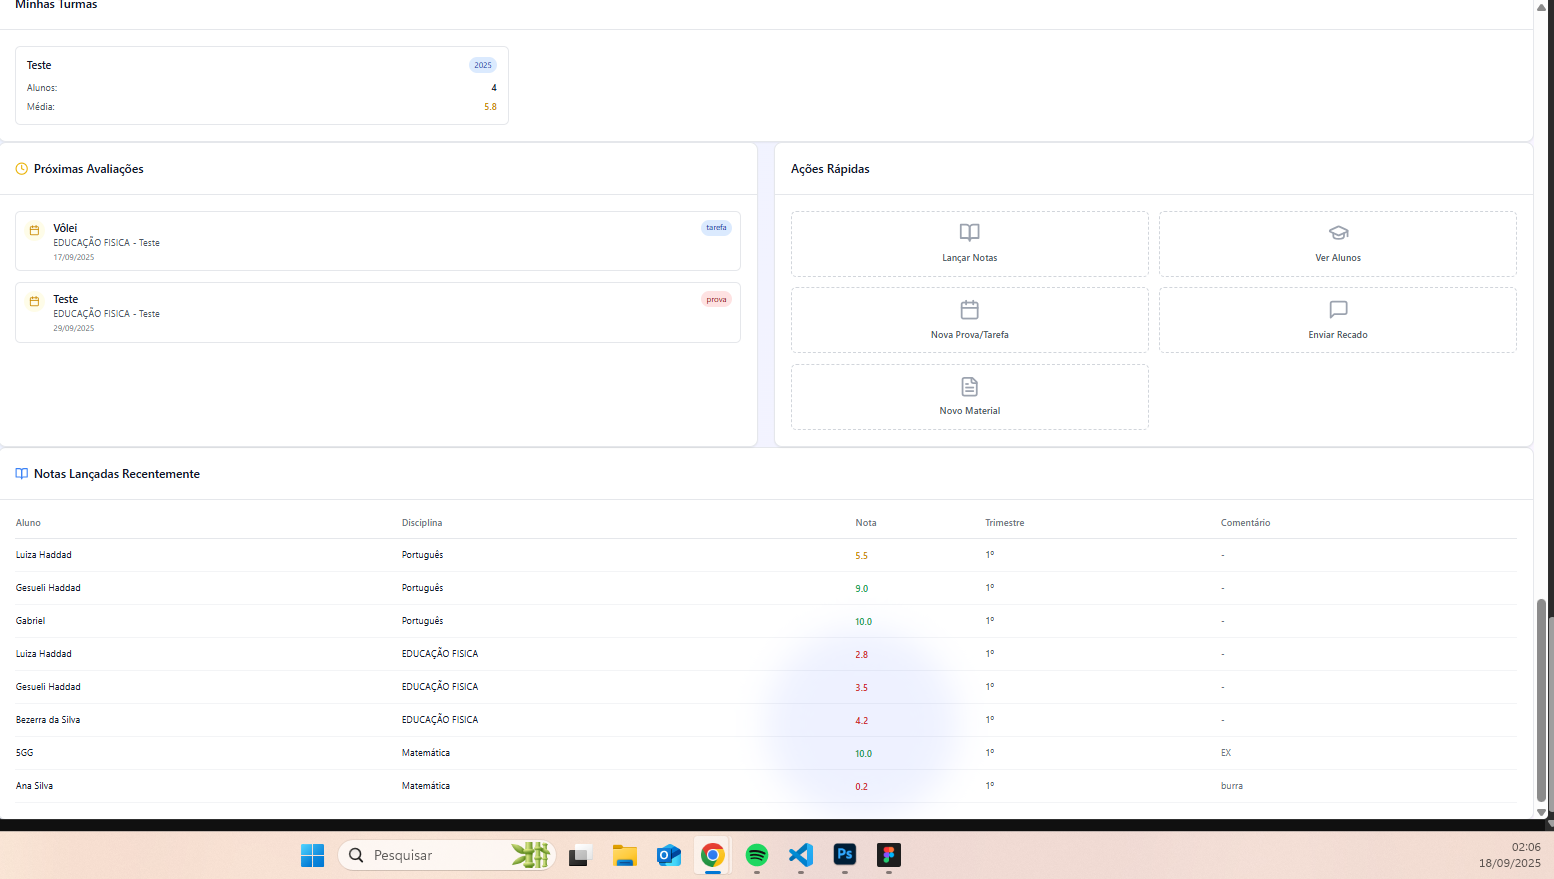 Minhas Turmas
Teste 2025
Alunos: 4
Média: 5.8
Próximas Avaliações
Vôlei tarefa
EDUCAÇÃO FISICA - Teste
17/09/2025
Teste prova
EDUCAÇÃO FISICA - Teste
29/09/2025
Ações Rápidas
Lançar Notas
Ver Alunos
Nova Prova/Tarefa
Enviar Recado
Novo Material
Notas Lançadas Recentemente
Aluno Disciplina Nota Trimestre Comentário
Luiza Haddad Português 5.5 1º -
Gesueli Haddad Português 9.0 1º -
Gabriel Português 10.0 1º -
Luiza Haddad EDUCAÇÃO FISICA 2.8 1º -
Gesueli Haddad EDUCAÇÃO FISICA 3.5 1º -
Bezerra da Silva EDUCAÇÃO FISICA 4.2 1º -
5GG Matemática 10.0 1º EX
Ana Silva Matemática 0.2 1º burra
Pesquisar
Ps
02:06
18/09/2025